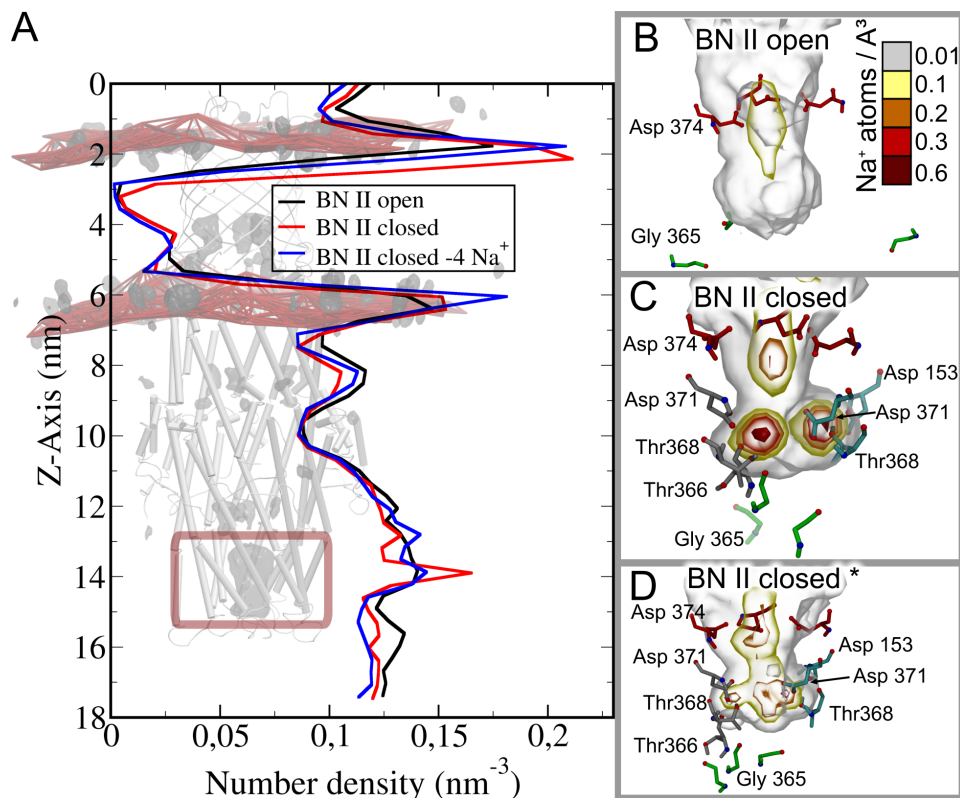 A
0
2
4
6
8
10
12
14
16
18
Z-Axis (nm)
0
0,05
0,1
0,15
0,2
Number density (nm⁻³)
BN II open
BN II closed
BN II closed -4 Na⁺
B
BN II open
Asp 374
Gly 365
Na⁺ atoms / Å³
0.01
0.1
0.2
0.3
0.6
C
BN II closed
Asp 374
Asp 371
Thr368
Thr366
Gly 365
Asp 153
Asp 371
Thr368
D
BN II closed *
Asp 374
Asp 371
Thr368
Thr366
Gly 365
Asp 153
Asp 371
Thr368